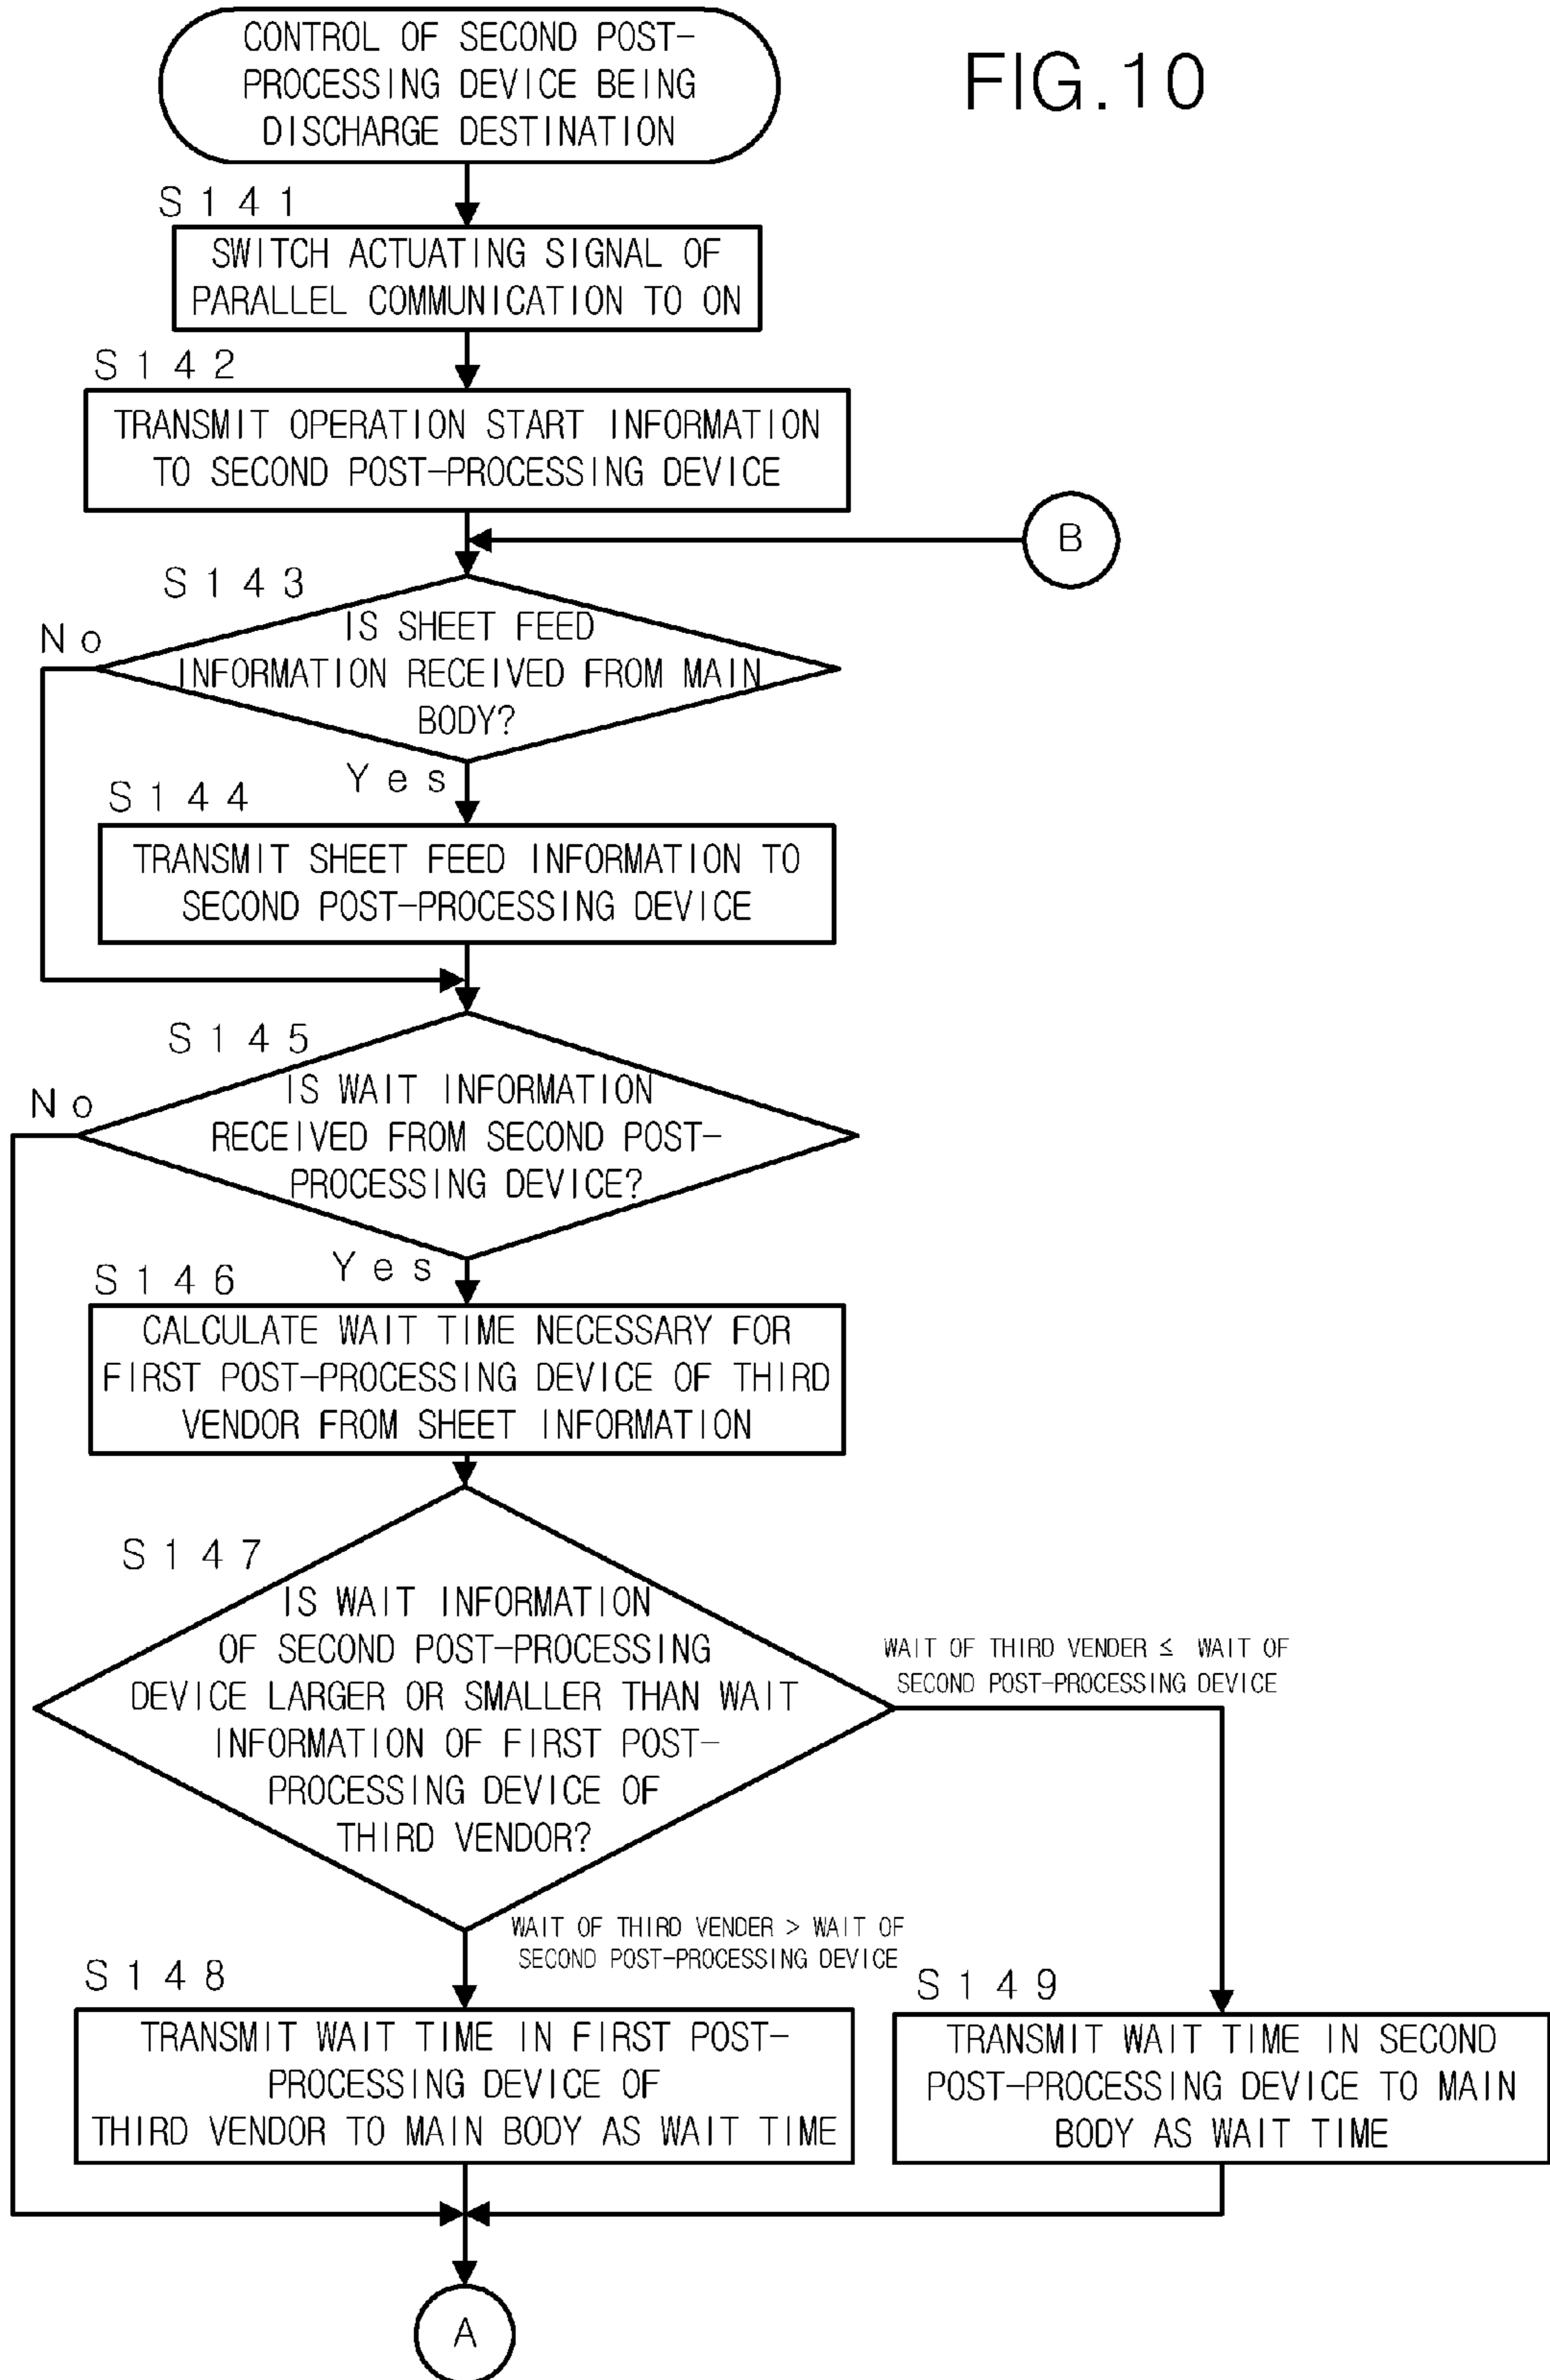 CONTROL OF SECOND POST-
PROCESSING DEVICE BEING
DISCHARGE DESTINATION
FIG.10
S141
SWITCH ACTUATING SIGNAL OF
PARALLEL COMMUNICATION TO ON
S142
TRANSMIT OPERATION START INFORMATION
TO SECOND POST-PROCESSING DEVICE
B
S143
No
IS SHEET FEED
INFORMATION RECEIVED FROM MAIN
BODY?
Yes
S144
TRANSMIT SHEET FEED INFORMATION TO
SECOND POST-PROCESSING DEVICE
S145
No
IS WAIT INFORMATION
RECEIVED FROM SECOND POST-
PROCESSING DEVICE?
Yes
S146
CALCULATE WAIT TIME NECESSARY FOR
FIRST POST-PROCESSING DEVICE OF THIRD
VENDOR FROM SHEET INFORMATION
S147
IS WAIT INFORMATION
OF SECOND POST-PROCESSING
DEVICE LARGER OR SMALLER THAN WAIT
INFORMATION OF FIRST POST-
PROCESSING DEVICE OF
THIRD VENDOR?
WAIT OF THIRD VENDER ≤ WAIT OF
SECOND POST-PROCESSING DEVICE
WAIT OF THIRD VENDER > WAIT OF
SECOND POST-PROCESSING DEVICE
S148
TRANSMIT WAIT TIME IN FIRST POST-
PROCESSING DEVICE OF
THIRD VENDOR TO MAIN BODY AS WAIT TIME
S149
TRANSMIT WAIT TIME IN SECOND
POST-PROCESSING DEVICE TO MAIN
BODY AS WAIT TIME
A